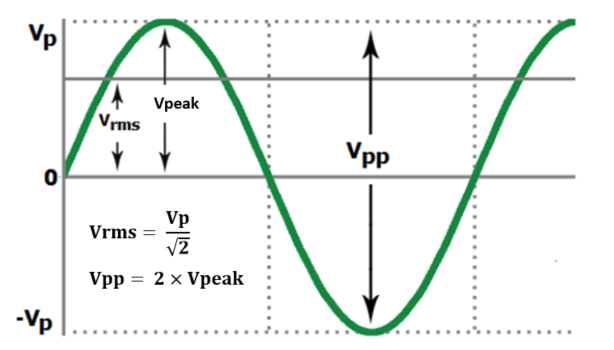 Vp
Vpeak
Vrms
Vpp
0
Vrms = Vp/√2
Vpp = 2 × Vpeak
-Vp